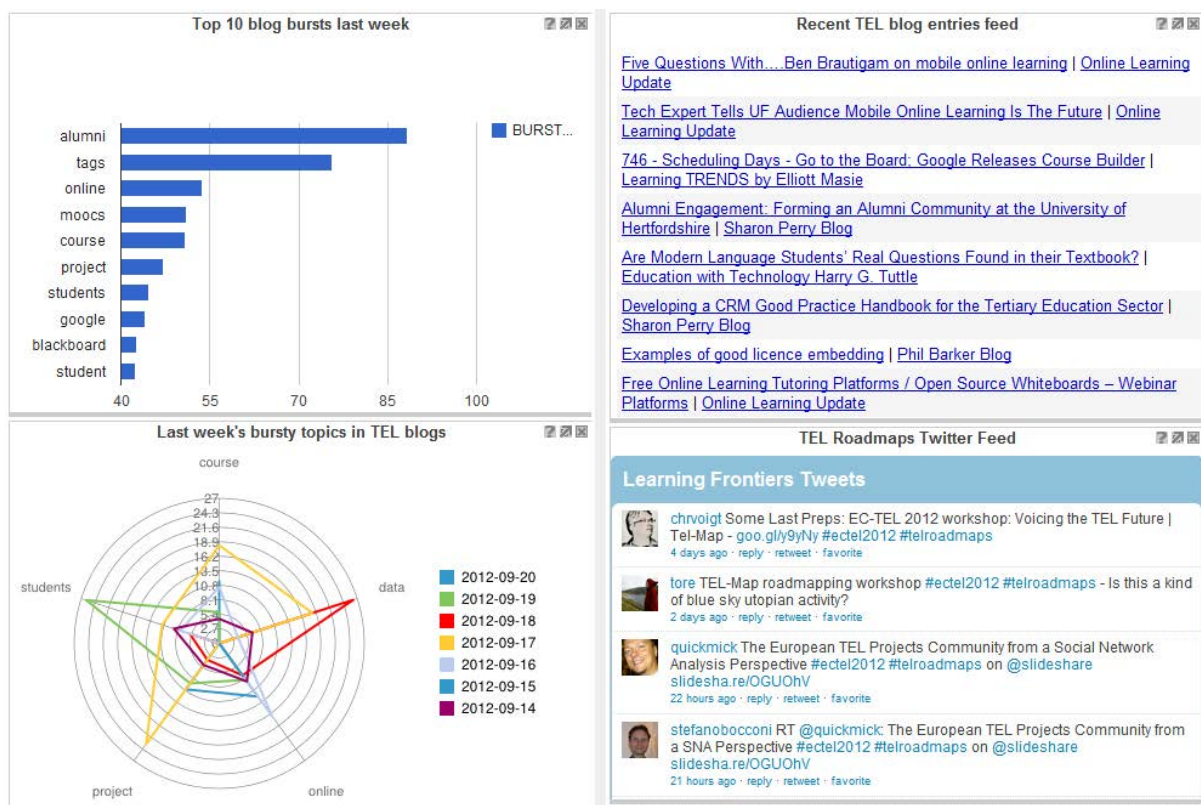 Top 10 blog bursts last week
alumni
tags
online
moocs
course
project
students
google
blackboard
student
40 55 70 85 100
BURST...
Recent TEL blog entries feed
Five Questions With....Ben Brautigam on mobile online learning | Online Learning
Update
Tech Expert Tells UF Audience Mobile Online Learning Is The Future | Online
Learning Update
746 - Scheduling Days - Go to the Board; Google Releases Course Builder |
Learning TRENDS by Elliott Masie
Alumni Engagement: Forming an Alumni Community at the University of
Hertfordshire | Sharon Perry Blog
Are Modern Language Students' Real Questions Found in their Textbook? |
Education with Technology Harry G. Tuttle
Developing a CRM Good Practice Handbook for the Tertiary Education Sector |
Sharon Perry Blog
Examples of good licence embedding | Phil Barker Blog
Free Online Learning Tutoring Platforms / Open Source Whiteboards – Webinar
Platforms | Online Learning Update
Last week's bursty topics in TEL blogs
course
27
24.3
21.6
18.9
16.2
13.5
10.8
8.1
5.4
2.7
0
students
data
project
online
2012-09-20
2012-09-19
2012-09-18
2012-09-17
2012-09-16
2012-09-15
2012-09-14
TEL Roadmaps Twitter Feed
Learning Frontiers Tweets
chrvoigt Some Last Preps: EC-TEL 2012 workshop: Voicing the TEL Future |
Tel-Map - goo.gl/y9yNy #ectel2012 #telroadmaps
4 days ago · reply · retweet · favorite
tore TEL-Map roadmapping workshop #ectel2012 #telroadmaps - Is this a kind
of blue sky utopian activity?
2 days ago · reply · retweet · favorite
quickmick The European TEL Projects Community from a Social Network
Analysis Perspective #ectel2012 #telroadmaps on @slideshare
slidesha.re/OGUOhV
22 hours ago · reply · retweet · favorite
stefanobocconi RT @quickmick: The European TEL Projects Community from
a SNA Perspective #ectel2012 #telroadmaps on @slideshare
slidesha.re/OGUOhV
21 hours ago · reply · retweet · favorite